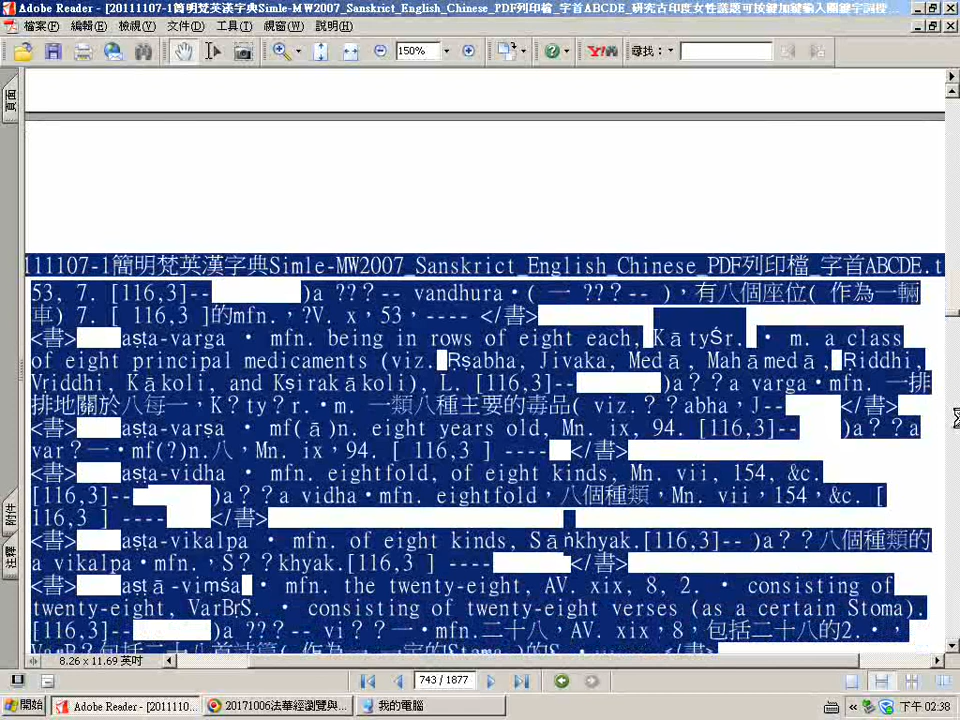 Adobe Reader - [20111107-1簡明梵英漢字典Simle-MW2007_Sanskrict_English_Chinese_PDF列印檔_字首ABCDE_研究古印度女性議題可按鍵加鍵輸入關鍵字詞搜
檔案(F) 編輯(E) 檢視(V) 文件(D) 工具(T) 視窗(W) 說明(H)
150% Y! 尋找:
頁面
111107-1簡明梵英漢字典Simle-MW2007_Sanskrict_English_Chinese_PDF列印檔_字首ABCDE.t
53, 7. [116,3]-- )a ??？-- vandhura•( 一 ??？-- )，有八個座位( 作為一輛
車) 7. [ 116,3 ]的mfn.，?V. x，53，---- </書>
<書> aṣṭa-varga • mfn. being in rows of eight each, KātyŚr. • m. a class
of eight principal medicaments (viz. Ṛṣabha, Jivaka, Medā, Mahāmedā, Ṛiddhi,
Vṛiddhi, Kākoli, and Kṣirakākoli), L. [116,3]-- )a？？a varga•mfn. 一排
排地關於八每一，K？ty？r.•m. 一類八種主要的毒品( viz.？？abha，J-- </書>
<書> aṣṭa-varṣa • mf(ā)n. eight years old, Mn. ix, 94. [116,3]-- )a？？a
var？一•mf(?)n.八，Mn. ix，94. [ 116,3 ] ---- </書>
<書> aṣṭa-vidha • mfn. eightfold, of eight kinds, Mn. vii, 154, &c.
[116,3]-- )a？？a vidha•mfn. eightfold，八個種類，Mn. vii，154，&c. [
116,3 ] ---- </書>
<書> aṣṭa-vikalpa • mfn. of eight kinds, Sāṅkhyak.[116,3]-- )a？？八個種類的
a vikalpa•mfn.，S？？khyak.[116,3 ] ---- </書>
<書> aṣṭā-viṃśa • mfn. the twenty-eight, AV. xix, 8, 2. • consisting of
twenty-eight, VarBṛS. • consisting of twenty-eight verses (as a certain Stoma).
[116,3]-- )a ??？-- vi？？一•mfn.二十八，AV. xix，8，包括二十八的2.•，
附件
注釋
8.26 x 11.69 英吋
743 / 1877
開始 Adobe Reader - [2011110... 20171006法華經瀏覽與... 我的電腦 下午 02:38